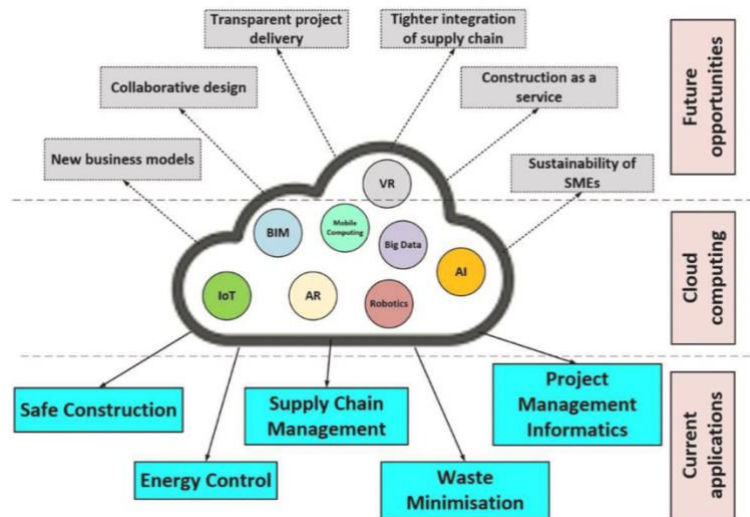 Transparent project
delivery
Tighter integration
of supply chain
Collaborative design
Construction as a
service
New business models
Sustainability of
SMEs
Future
opportunities
VR
BIM
Mobile
Computing
Big Data
AI
IoT
AR
Robotics
Cloud
computing
Safe Construction
Supply Chain
Management
Project
Management
Informatics
Energy Control
Waste
Minimisation
Current
applications